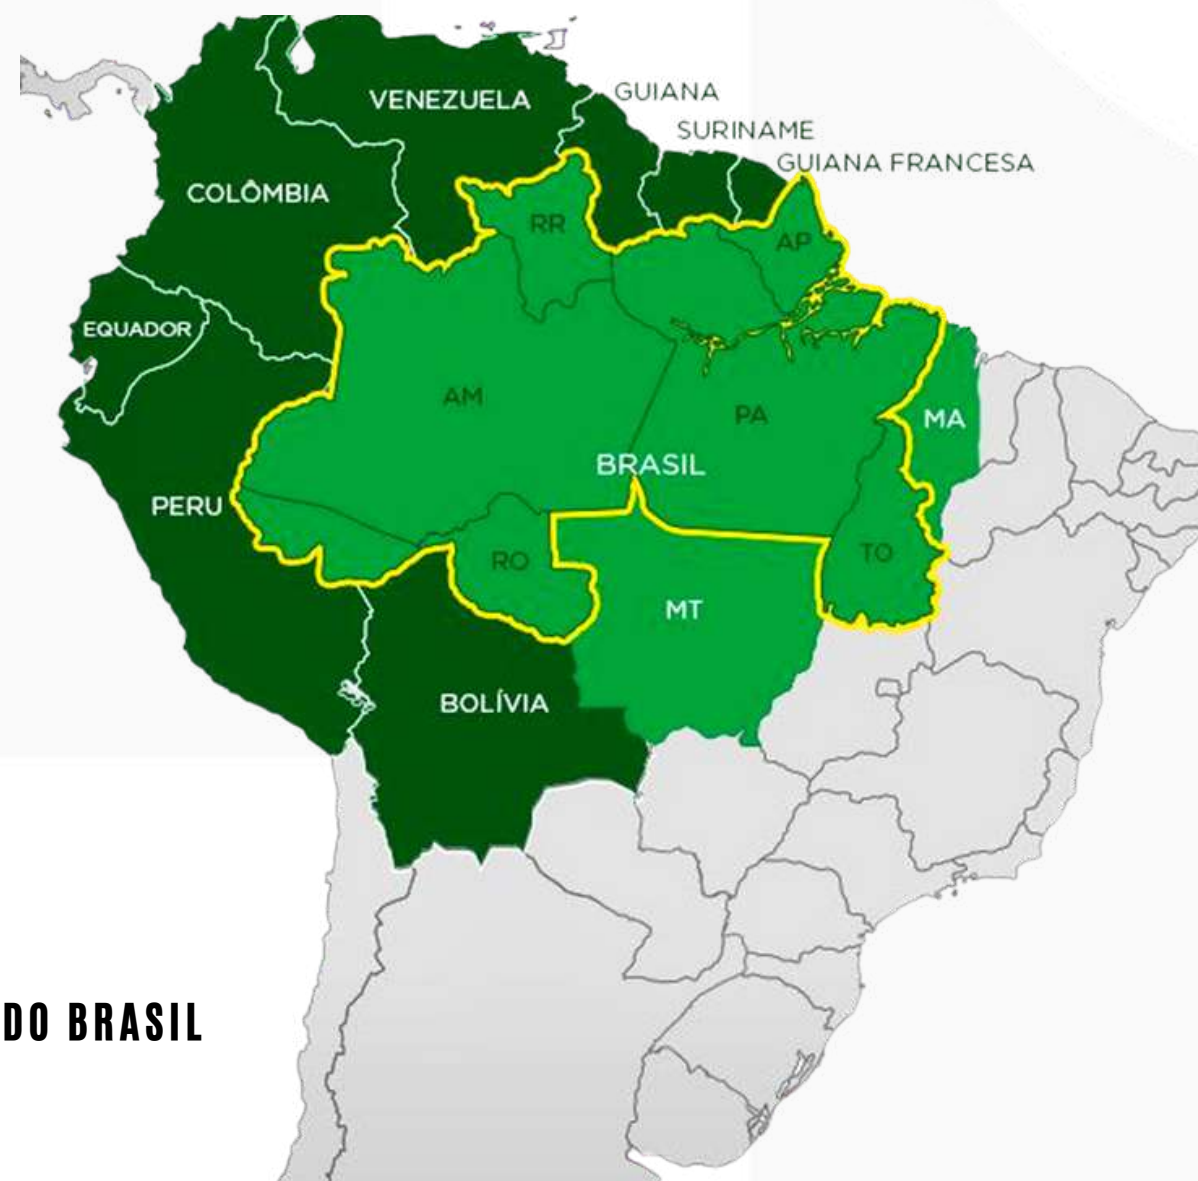 VENEZUELA
GUIANA
SURINAME
GUIANA FRANCESA
COLÔMBIA
RR
AP
EQUADOR
AM
PA
MA
BRASIL
PERU
RO
TO
MT
BOLÍVIA
DO BRASIL